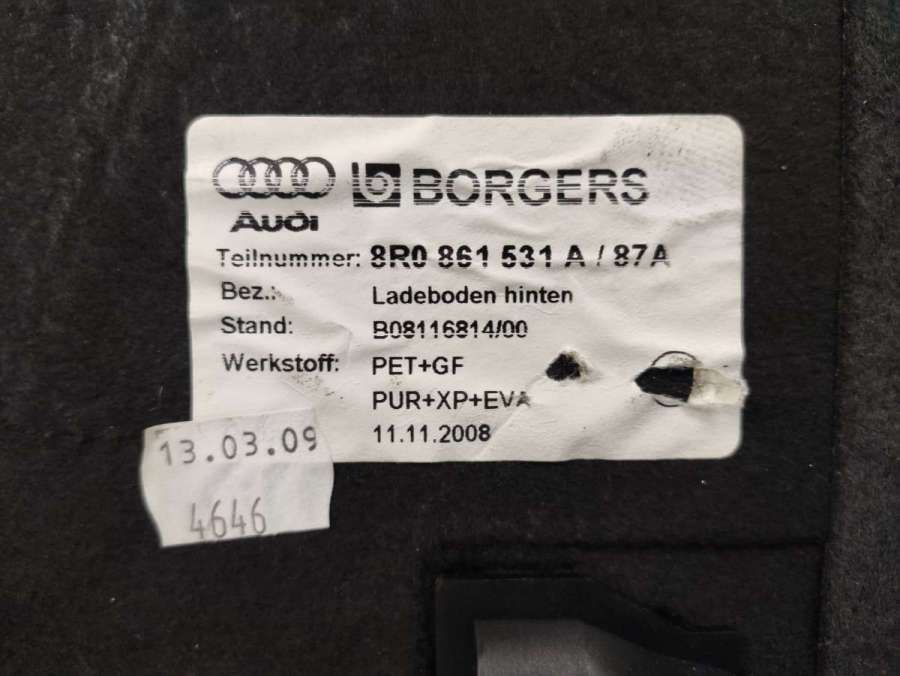 Audi BORGERS
Teilnummer: 8R0 861 531 A / 87A
Bez.: Ladeboden hinten
Stand: B08116814/00
Werkstoff: PET+GF
PUR+XP+EVA
11.11.2008
13.03.09
4646